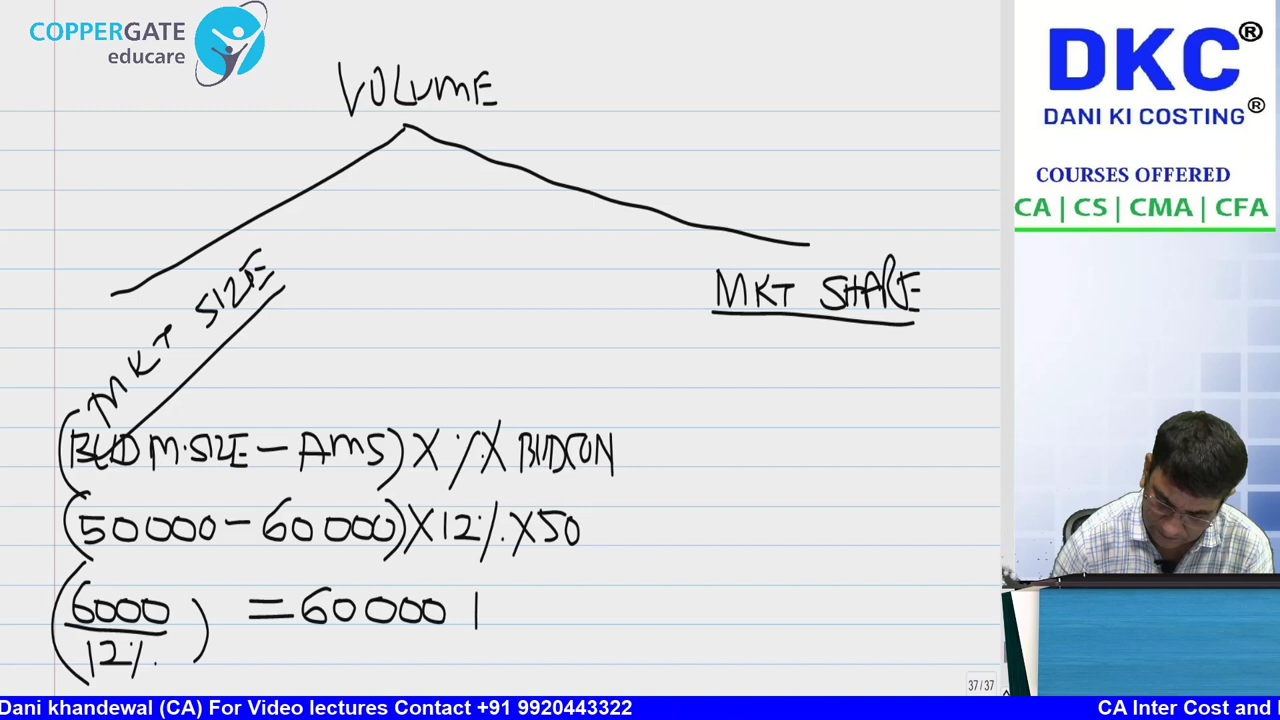 COPPERGATE
educare
VOLUME
MKT SIZE
MKT SHARE
(BUD M.SIZE - AMS) X % X BUDCON
(50000 - 60000) X 12% X 50
(6000
12%)
= 60000 |
37/37
DKC®
DANI KI COSTING®
COURSES OFFERED
CA | CS | CMA | CFA
Dani khandewal (CA) For Video lectures Contact +91 9920443322
CA Inter Cost and